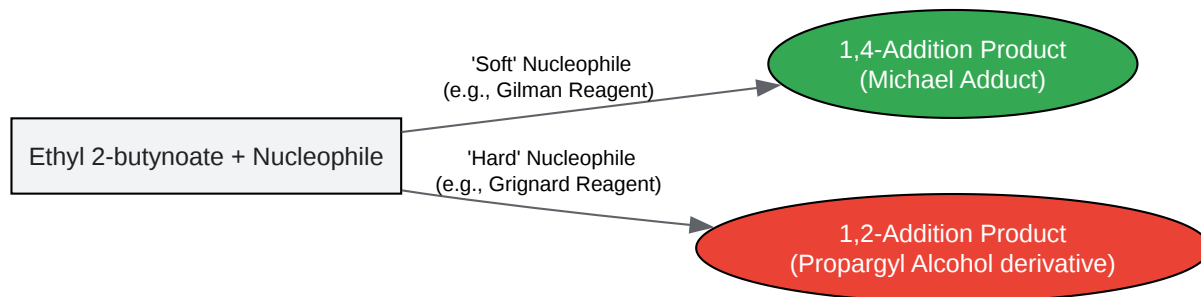 1,4-Addition Product
(Michael Adduct)
'Soft' Nucleophile
(e.g., Gilman Reagent)
Ethyl 2-butynoate + Nucleophile
'Hard' Nucleophile
(e.g., Grignard Reagent)
1,2-Addition Product
(Propargyl Alcohol derivative)